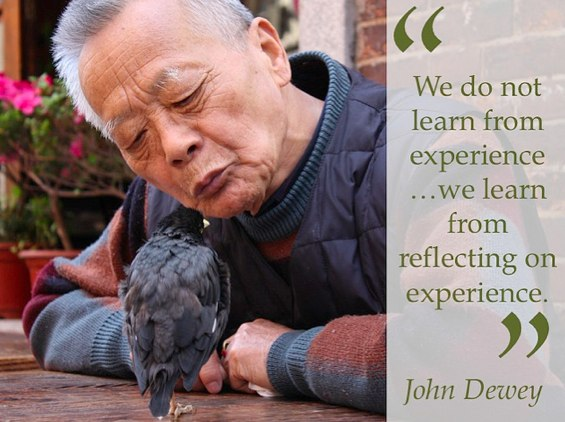 “
We do not
learn from
experience
…we learn
from
reflecting on
experience.
”
John Dewey